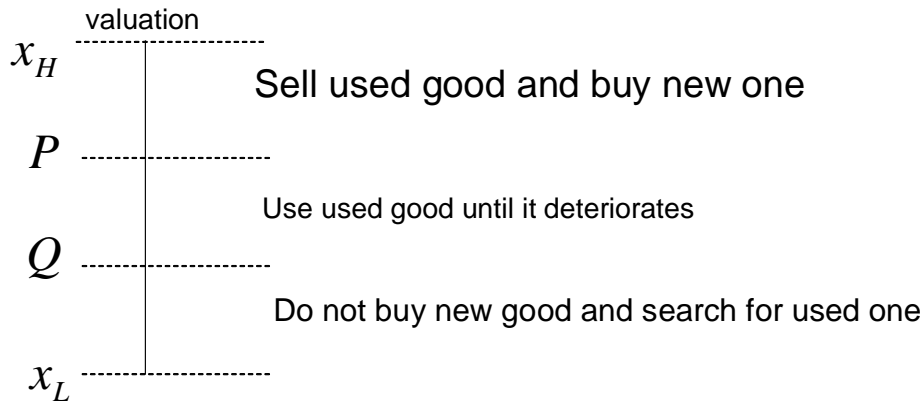 valuation
x_H
Sell used good and buy new one
P
Use used good until it deteriorates
Q
Do not buy new good and search for used one
x_L